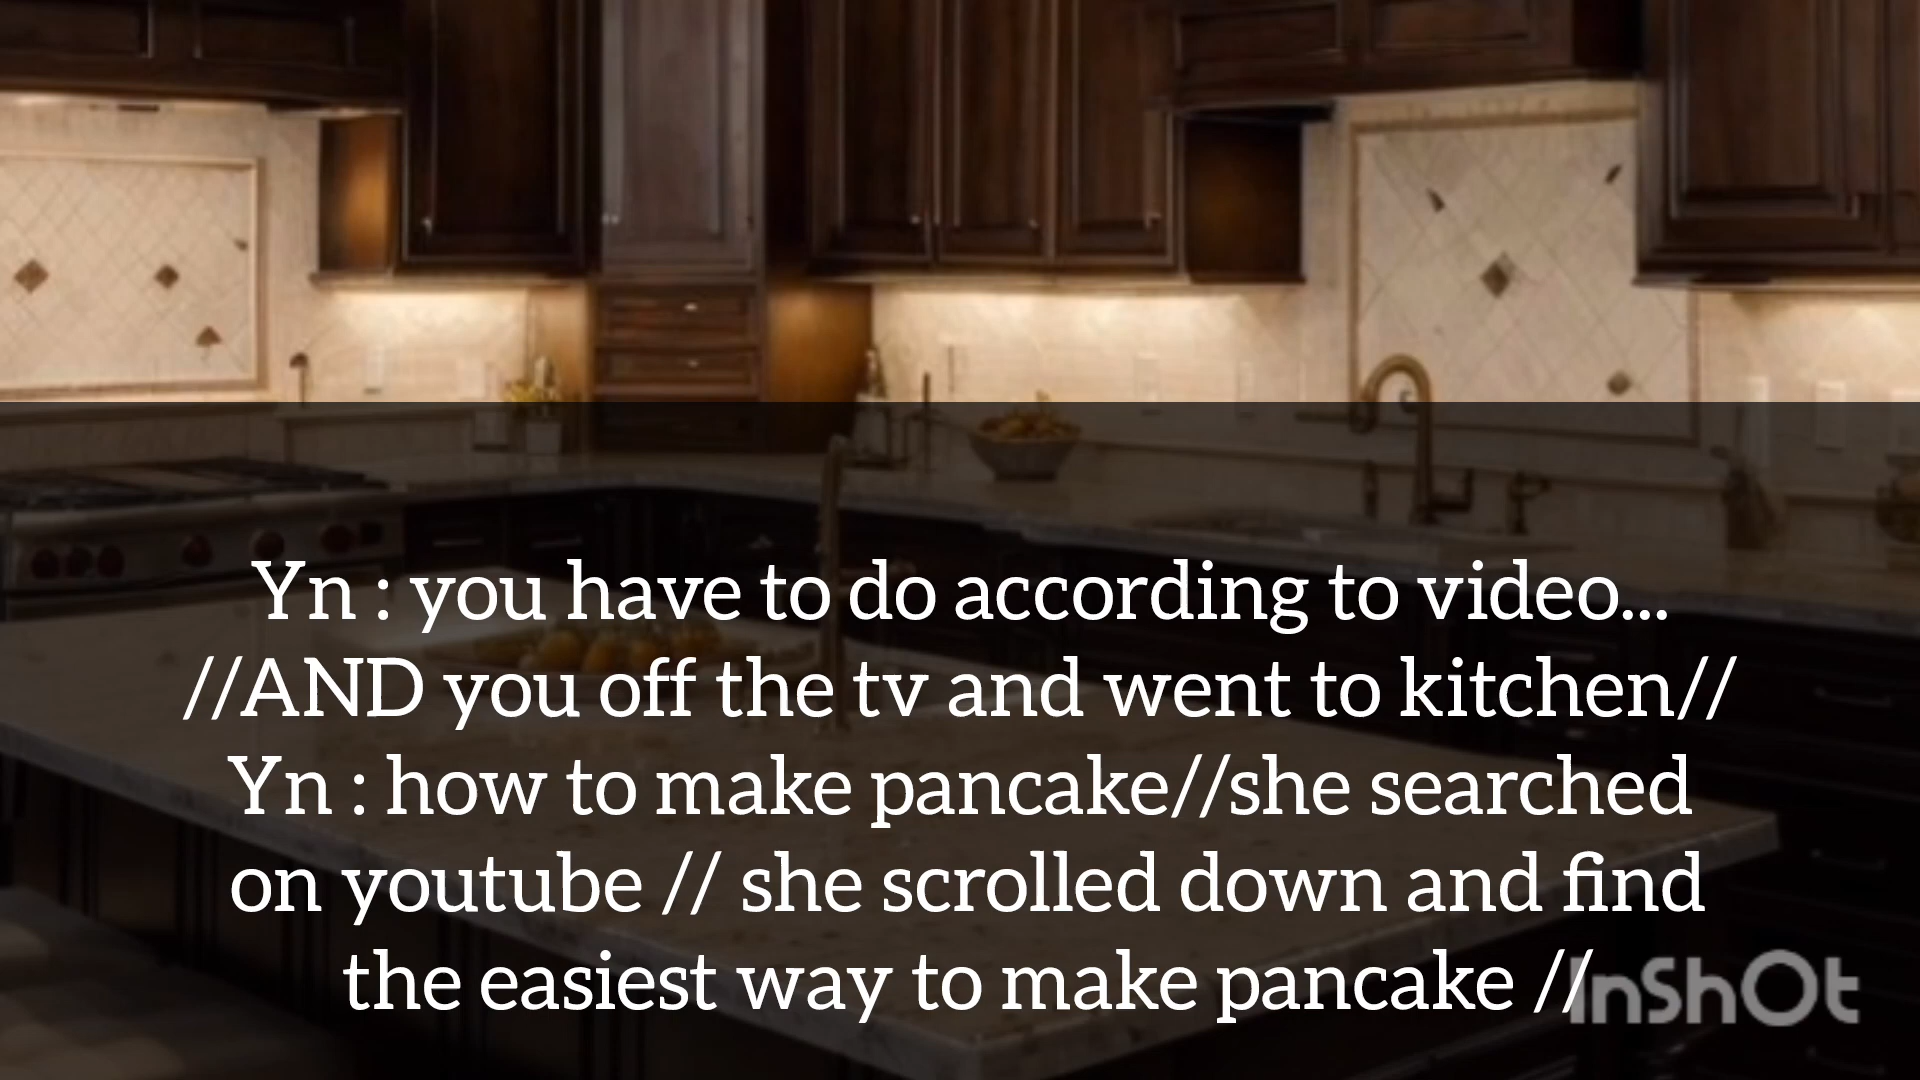 Yn : you have to do according to video...
//AND you off the tv and went to kitchen//
Yn : how to make pancake//she searched
on youtube // she scrolled down and find
the easiest way to make pancake //
InShOt